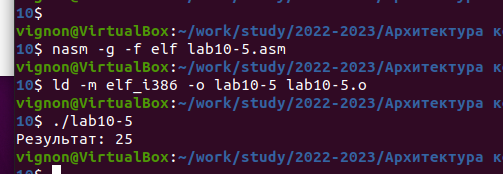 10$
vignon@VirtualBox:~/work/study/2022-2023/Архитектура к
10$ nasm -g -f elf lab10-5.asm
vignon@VirtualBox:~/work/study/2022-2023/Архитектура к
10$ ld -m elf_i386 -o lab10-5 lab10-5.o
vignon@VirtualBox:~/work/study/2022-2023/Архитектура к
10$ ./lab10-5
Результат: 25
vignon@VirtualBox:~/work/study/2022-2023/Архитектура к
10$